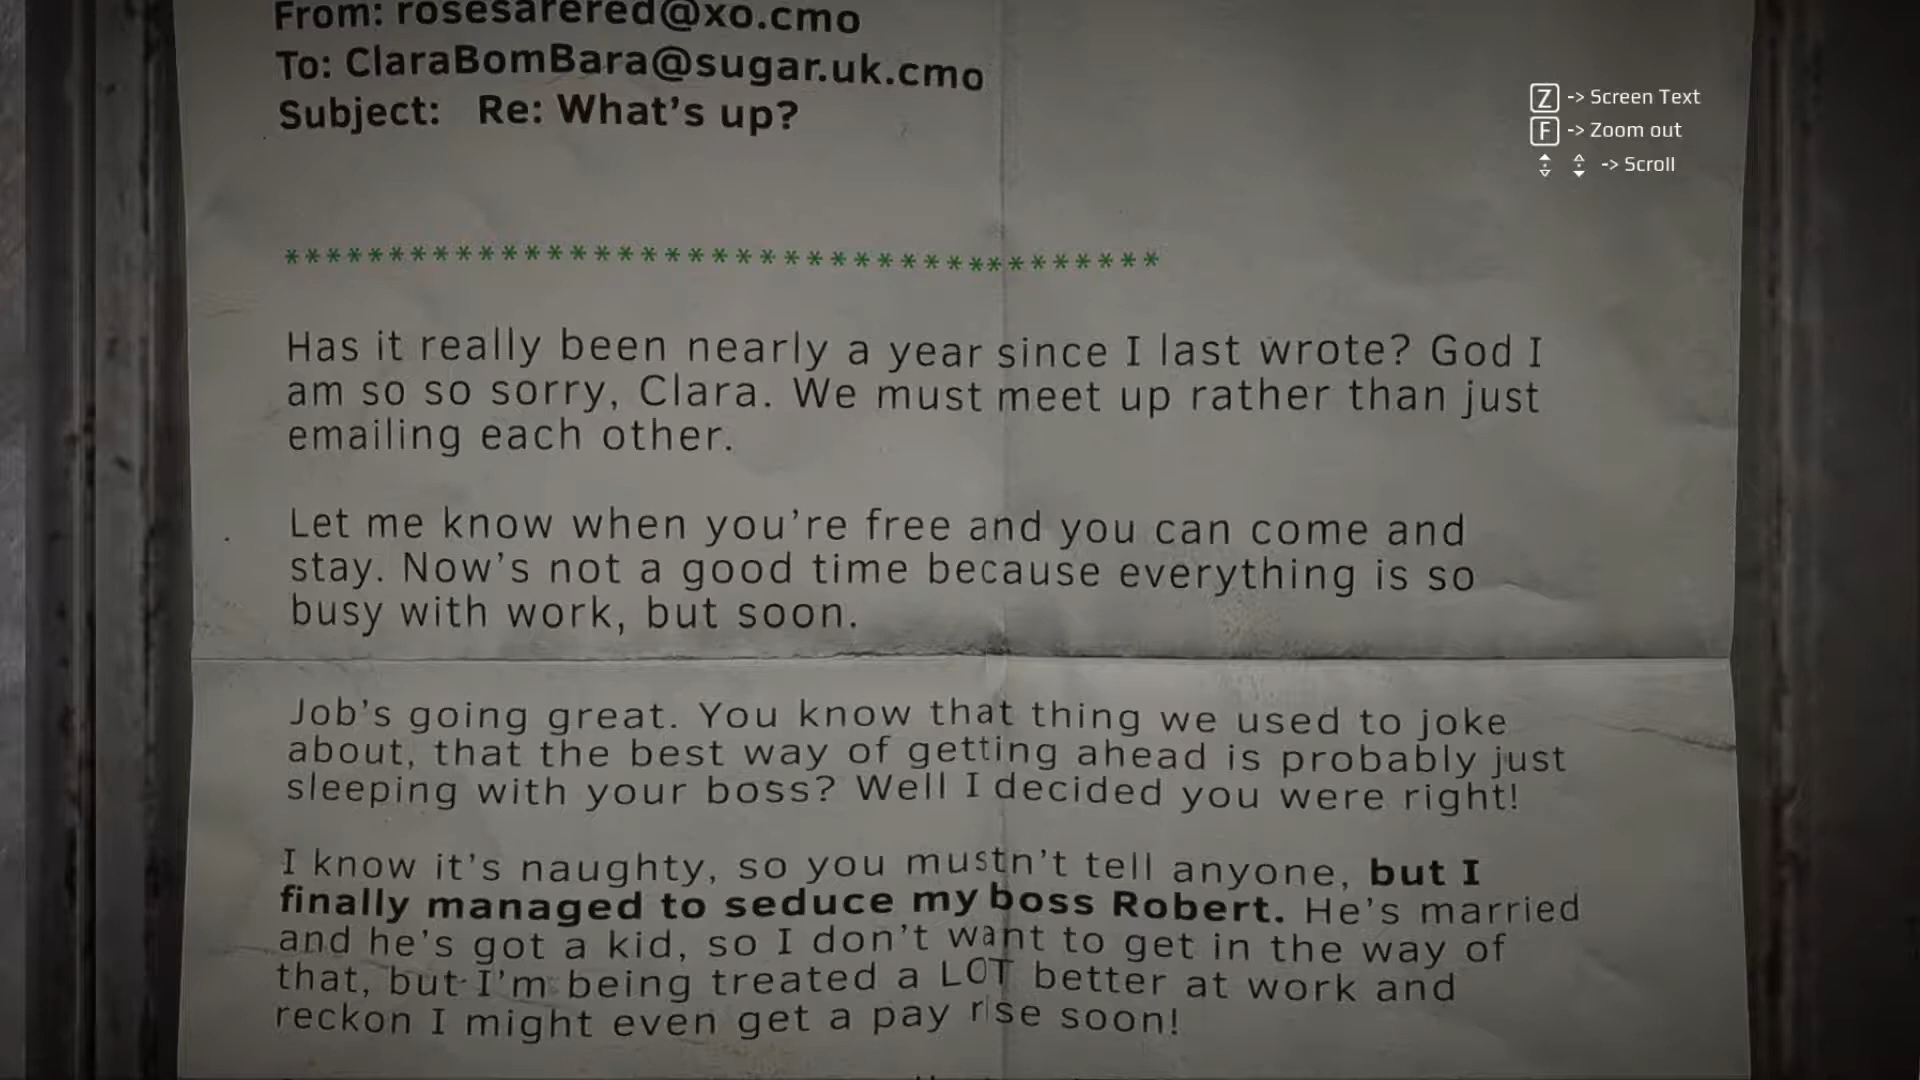 From: rosesarered@xo.cmo
To: ClaraBomBara@sugar.uk.cmo
Subject: Re: What's up?
Z -> Screen Text
F -> Zoom out
-> Scroll
***************************************
Has it really been nearly a year since I last wrote? God I
am so so sorry, Clara. We must meet up rather than just
emailing each other.
Let me know when you're free and you can come and
stay. Now's not a good time because everything is so
busy with work, but soon.
Job's going great. You know that thing we used to joke
about, that the best way of getting ahead is probably just
sleeping with your boss? Well I decided you were right!
I know it's naughty, so you mustn't tell anyone, but I
finally managed to seduce my boss Robert. He's married
and he's got a kid, so I don't want to get in the way of
that, but I'm being treated a LOT better at work and
reckon I might even get a pay rise soon!